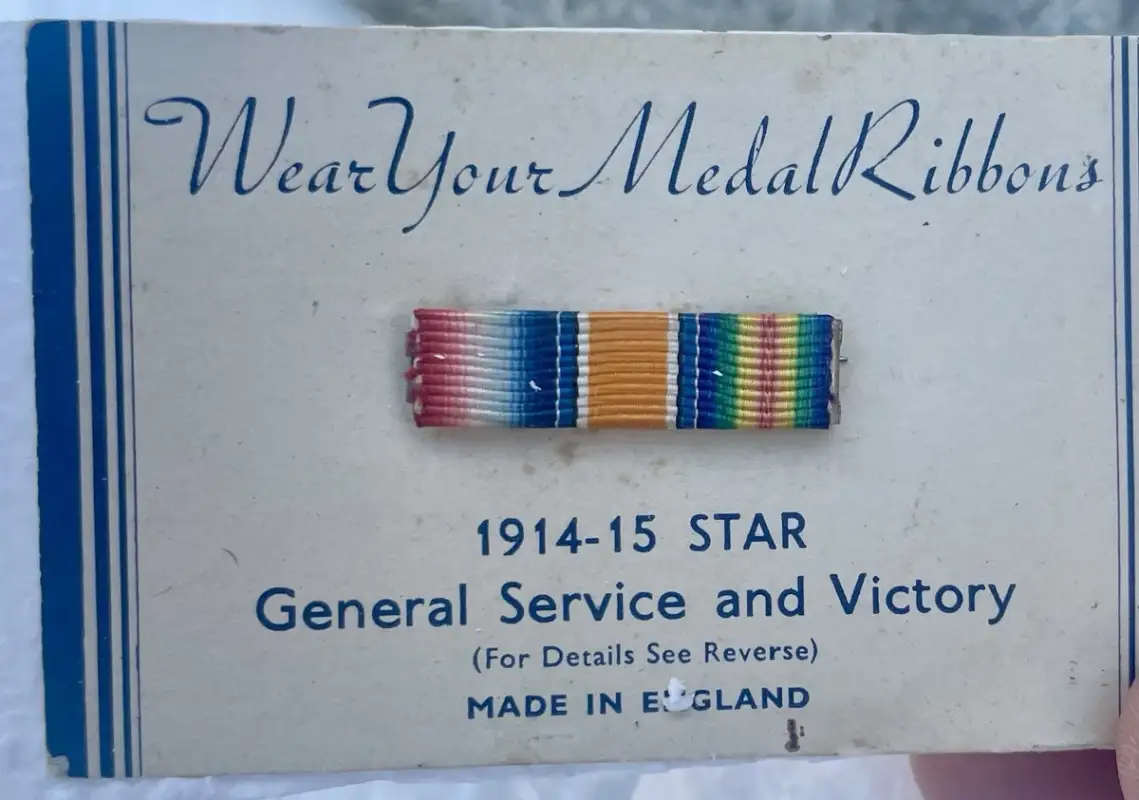 Wear Your Medal Ribbons
1914-15 STAR
General Service and Victory
(For Details See Reverse)
MADE IN ENGLAND